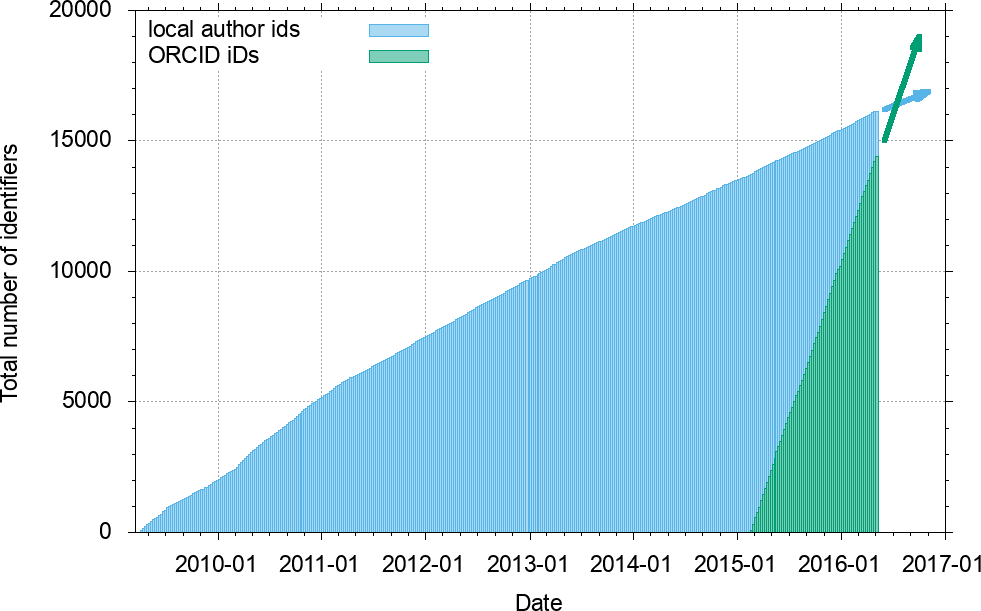 20000
local author ids
ORCID iDs
15000
Total number of identifiers
10000
5000
0
2010-01 2011-01 2012-01 2013-01 2014-01 2015-01 2016-01 2017-01
Date